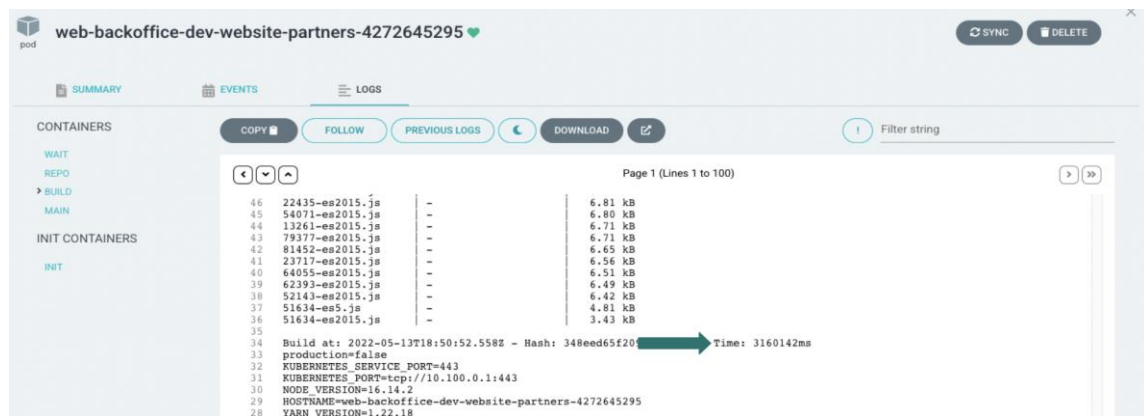 web-backoffice-dev-website-partners-4272645295
pod
SYNC
DELETE
SUMMARY
EVENTS
LOGS
CONTAINERS
WAIT
REPO
BUILD
MAIN
INIT CONTAINERS
INIT
COPY
FOLLOW
PREVIOUS LOGS
DOWNLOAD
Filter string
Page 1 (Lines 1 to 100)
46 22435-es2015.js | - | 6.81 kB
45 54071-es2015.js | - | 6.80 kB
44 13261-es2015.js | - | 6.71 kB
43 79377-es2015.js | - | 6.71 kB
42 81452-es2015.js | - | 6.65 kB
41 23717-es2015.js | - | 6.56 kB
40 64055-es2015.js | - | 6.51 kB
39 62393-es2015.js | - | 6.49 kB
38 52143-es2015.js | - | 6.42 kB
37 51634-es5.js | - | 4.81 kB
36 51634-es2015.js | - | 3.43 kB
35
34 Build at: 2022-05-13T18:50:52.558Z - Hash: 348eed65f20 Time: 3160142ms
33 production=false
32 KUBERNETES_SERVICE_PORT=443
31 KUBERNETES_PORT=tcp://10.100.0.1:443
30 NODE_VERSION=16.14.2
29 HOSTNAME=web-backoffice-dev-website-partners-4272645295
28 YARN_VERSION=1.22.18